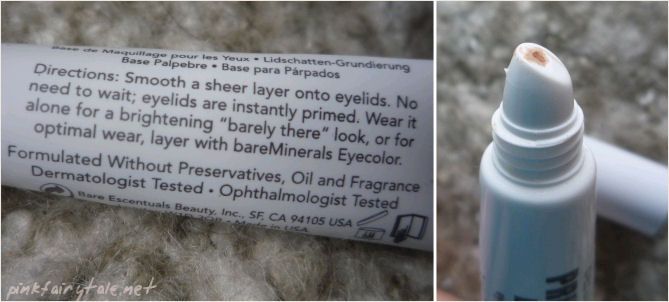 Base de Maquillage pour les Yeux • Lidschatten-Grundierung
Base Palpebre • Base para Párpados
Directions: Smooth a sheer layer onto eyelids. No
need to wait; eyelids are instantly primed. Wear it
alone for a brightening "barely there" look, or for
optimal wear, layer with bareMinerals Eyecolor.
Formulated Without Preservatives, Oil and Fragrance
Dermatologist Tested • Ophthalmologist Tested
Bare Escentuals Beauty, Inc., SF, CA 94105 USA
Made in USA
pinkfairytale.net